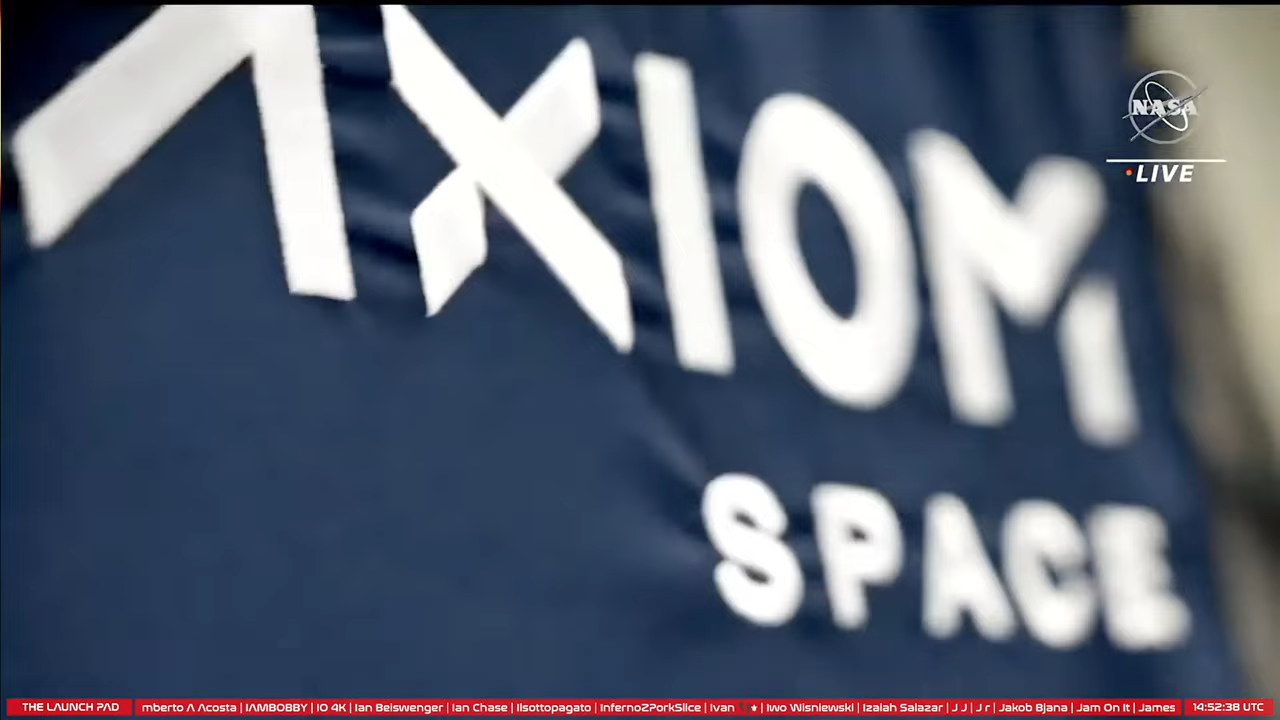 AXIOM
SPACE
NASA
LIVE
THE LAUNCH PAD
mberto A Acosta | IAMBOBBY | IO 4K | Ian Beiswenger | Ian Chase | Ilsottopagato | InfernoZPorkSlice | Ivan | Iwo Wisniewski | Izaiah Salazar | J J | J r | Jakob Bjana | Jam On It | James
14:52:38 UTC